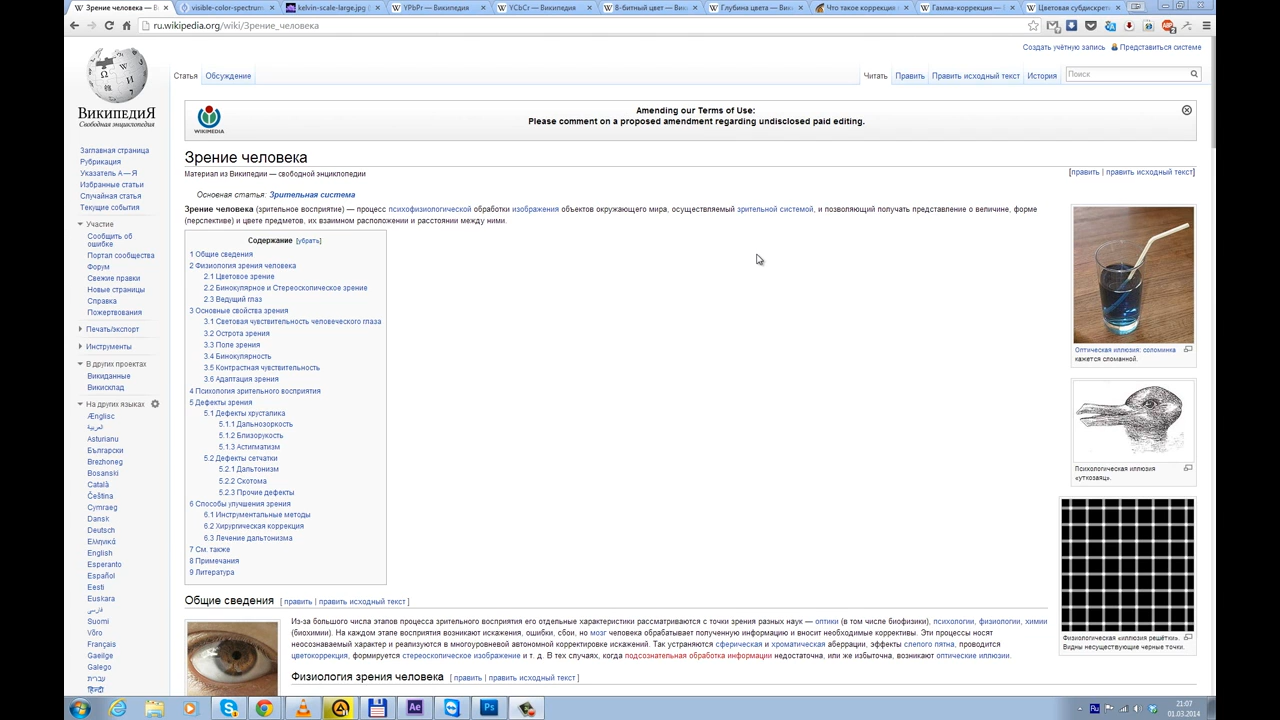 Зрение человека — В
visible-color-spectrum
kelvin-scale-large.jpg
YPbPr — Википедия
YCbCr — Википедия
8-битный цвет — Вик
Глубина цвета — Вики
Что такое коррекция
Гамма-коррекция — В
Цветовая субдискрет
ru.wikipedia.org/wiki/Зрение_человека
Создать учётную запись Представиться системе
Статья Обсуждение Читать Править Править исходный текст История Поиск
ВикипедиЯ
Свободная энциклопедия
WIKIMEDIA
Amending our Terms of Use:
Please comment on a proposed amendment regarding undisclosed paid editing.
Заглавная страница
Рубрикация
Указатель А — Я
Избранные статьи
Случайная статья
Текущие события
Участие
Сообщить об
ошибке
Портал сообщества
Форум
Свежие правки
Новые страницы
Справка
Пожертвования
Печать/экспорт
Инструменты
В других проектах
Викиданные
Викисклад
На других языках
Ænglisc
العربية
Asturianu
Български
Brezhoneg
Bosanski
Català
Čeština
Cymraeg
Dansk
Deutsch
Ελληνικά
English
Esperanto
Español
Eesti
Euskara
فارسی
Suomi
Võro
Français
Gaeilge
Galego
עברית
हिन्दी
Зрение человека
[править | править исходный текст]
Материал из Википедии — свободной энциклопедии
Основная статья: Зрительная система
Зрение человека (зрительное восприятие) — процесс психофизиологической обработки изображения объектов окружающего мира, осуществляемый зрительной системой, и позволяющий получать представление о величине, форме
(перспективе) и цвете предметов, их взаимном расположении и расстоянии между ними.
Содержание [убрать]
1 Общие сведения
2 Физиология зрения человека
2.1 Цветовое зрение
2.2 Бинокулярное и Стереоскопическое зрение
2.3 Ведущий глаз
3 Основные свойства зрения
3.1 Световая чувствительность человеческого глаза
3.2 Острота зрения
3.3 Поле зрения
3.4 Бинокулярность
3.5 Контрастная чувствительность
3.6 Адаптация зрения
4 Психология зрительного восприятия
5 Дефекты зрения
5.1 Дефекты хрусталика
5.1.1 Дальнозоркость
5.1.2 Близорукость
5.1.3 Астигматизм
5.2 Дефекты сетчатки
5.2.1 Дальтонизм
5.2.2 Скотома
5.2.3 Прочие дефекты
6 Способы улучшения зрения
6.1 Инструментальные методы
6.2 Хирургическая коррекция
6.3 Лечение дальтонизма
7 См. также
8 Примечания
9 Литература
Оптическая иллюзия: соломинка
кажется сломанной.
Психологическая иллюзия
«уткозаяц».
Физиологическая «иллюзия решётки».
Видны несуществующие черные точки.
Общие сведения [ править | править исходный текст ]
Из-за большого числа этапов процесса зрительного восприятия его отдельные характеристики рассматриваются с точки зрения разных наук — оптики (в том числе биофизики), психологии, физиологии, химии
(биохимии). На каждом этапе восприятия возникают искажения, ошибки, сбои, но мозг человека обрабатывает полученную информацию и вносит необходимые коррективы. Эти процессы носят
неосознаваемый характер и реализуются в многоуровневой автономной корректировке искажений. Так устраняются сферическая и хроматическая аберрации, эффекты слепого пятна, проводится
цветокоррекция, формируется стереоскопическое изображение и т. д. В тех случаях, когда подсознательная обработка информации недостаточна, или же избыточна, возникают оптические иллюзии.
Физиология зрения человека [ править | править исходный текст ]
Ae
Ps
Ru
21:07
01.03.2014